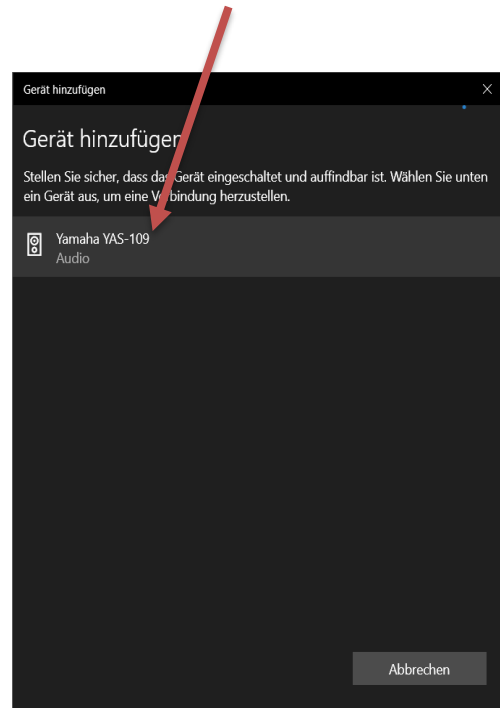 Gerät hinzufügen
Gerät hinzufügen
Stellen Sie sicher, dass das Gerät eingeschaltet und auffindbar ist. Wählen Sie unten
ein Gerät aus, um eine Verbindung herzustellen.
Yamaha YAS-109
Audio
Abbrechen